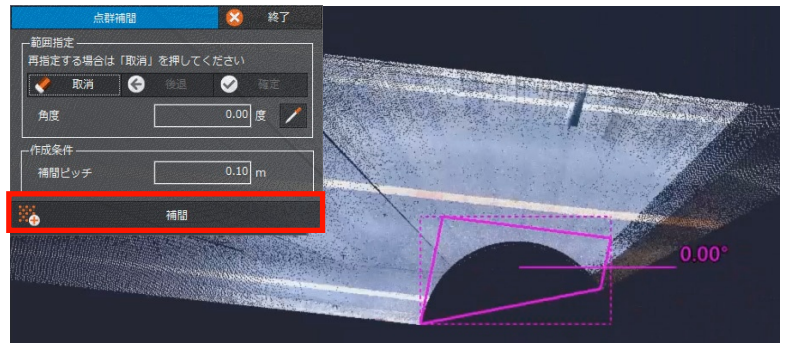 点群補間
終了
範囲指定
再指定する場合は「取消」を押してください
取消
後退
確定
角度 0.00 度
作成条件
補間ピッチ 0.10 m
補間
0.00°